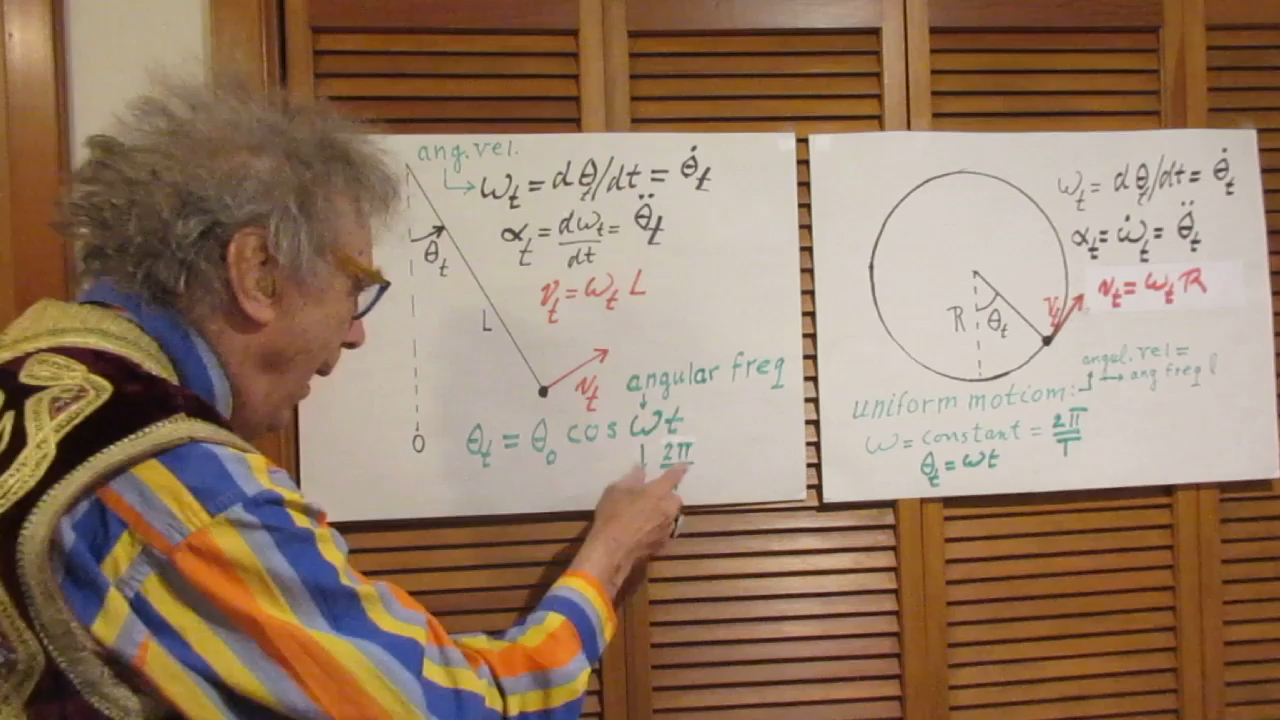 ang. vel.
ωₜ = dθₜ/dt = θ̇ₜ
αₜ = dωₜ/dt = θ̈ₜ
vₜ = ωₜ L
θₜ
L
vₜ
O
angular freq
θₜ = θ₀ cos ωt
2π
ωₜ = dθₜ/dt = θ̇ₜ
αₜ = ω̇ₜ = θ̈ₜ
vₜ = ωₜ R
vₜ
R
θₜ
angul. vel =
ang freq !
uniform motion:
ω = constant = 2π/T
θₜ = ωt